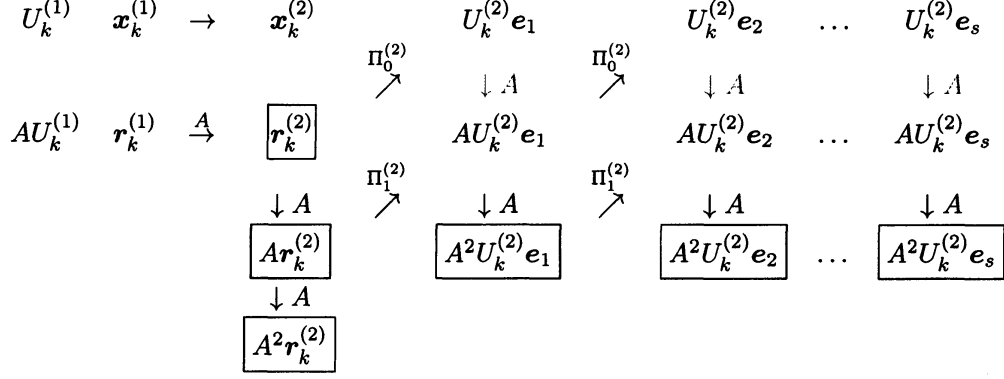 U_k^{(1)} x_k^{(1)} → x_k^{(2)} U_k^{(2)}e_1 U_k^{(2)}e_2 … U_k^{(2)}e_s
Π_0^{(2)} ↗ Π_0^{(2)} ↗
↓ A ↓ A ↓ A
AU_k^{(1)} r_k^{(1)} →^A r_k^{(2)} AU_k^{(2)}e_1 AU_k^{(2)}e_2 … AU_k^{(2)}e_s
Π_1^{(2)} ↗ Π_1^{(2)} ↗
↓ A ↓ A ↓ A ↓ A
Ar_k^{(2)} A^2U_k^{(2)}e_1 A^2U_k^{(2)}e_2 … A^2U_k^{(2)}e_s
↓ A
A^2r_k^{(2)}